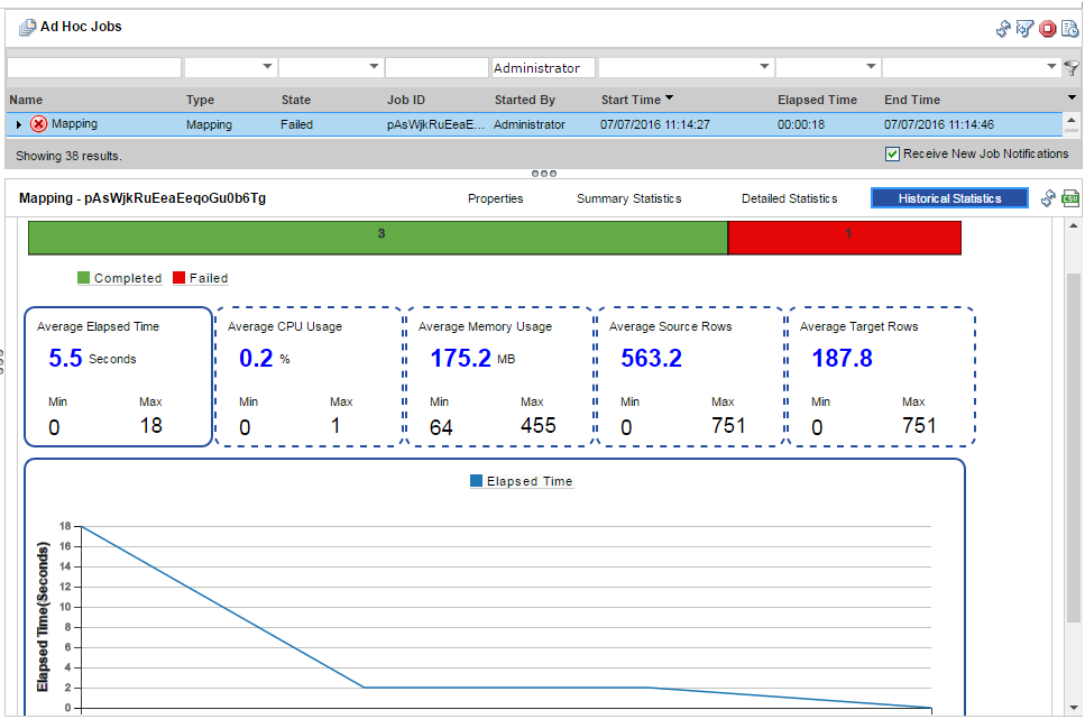 Ad Hoc Jobs
Administrator
Name Type State Job ID Started By Start Time Elapsed Time End Time
Mapping Mapping Failed pAsWjkRuEeaE... Administrator 07/07/2016 11:14:27 00:00:18 07/07/2016 11:14:46
Showing 38 results. Receive New Job Notifications
Mapping - pAsWjkRuEeaEeqoGu0b6Tg Properties Summary Statistics Detailed Statistics Historical Statistics CSV
3 1
Completed Failed
Average Elapsed Time Average CPU Usage Average Memory Usage Average Source Rows Average Target Rows
5.5 Seconds 0.2 % 175.2 MB 563.2 187.8
Min Max Min Max Min Max Min Max Min Max
0 18 0 1 64 455 0 751 0 751
Elapsed Time
Elapsed Time(Seconds)
18
16
14
12
10
8
6
4
2
0